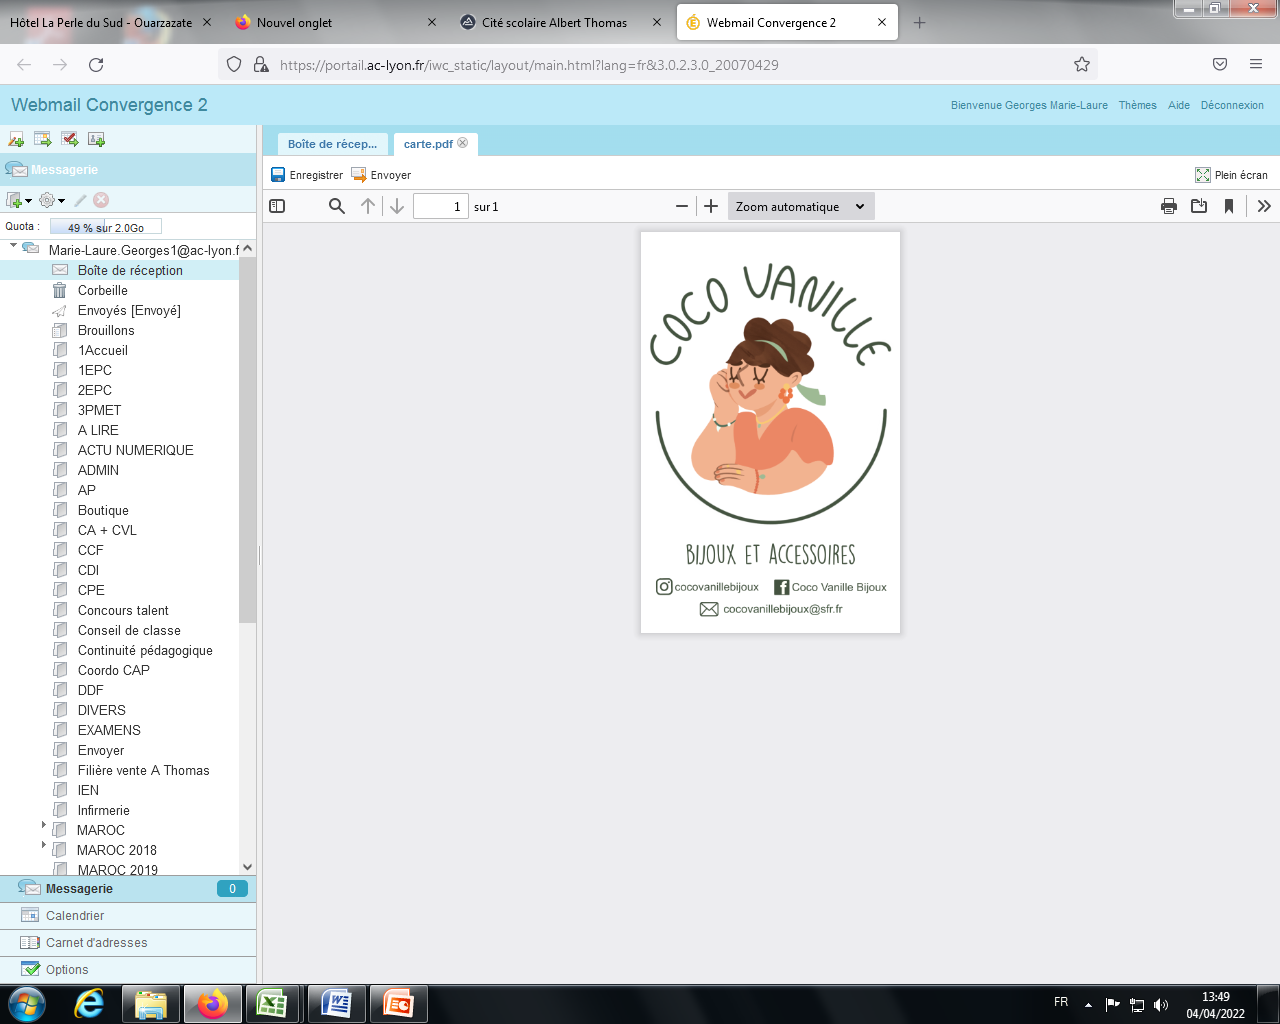 Hôtel La Perle du Sud - Ouarzazate
Nouvel onglet
Cité scolaire Albert Thomas
Webmail Convergence 2
https://portail.ac-lyon.fr/iwc_static/layout/main.html?lang=fr&3.0.2.3.0_20070429
Webmail Convergence 2
Bienvenue Georges Marie-Laure Thèmes Aide Déconnexion
Boîte de récep...
carte.pdf
Messagerie
Enregistrer Envoyer
Plein écran
1 sur 1
Zoom automatique
Quota : 49 % sur 2.0Go
Marie-Laure.Georges1@ac-lyon.f
Boîte de réception
Corbeille
Envoyés [Envoyé]
Brouillons
1Accueil
1EPC
2EPC
3PMET
A LIRE
ACTU NUMERIQUE
ADMIN
AP
Boutique
CA + CVL
CCF
CDI
CPE
Concours talent
Conseil de classe
Continuité pédagogique
Coordo CAP
DDF
DIVERS
EXAMENS
Envoyer
Filière vente A Thomas
IEN
Infirmerie
MAROC
MAROC 2018
MAROC 2019
Messagerie 0
Calendrier
Carnet d'adresses
Options
COCO VANILLE
BIJOUX ET ACCESSOIRES
cocovanillebijoux
Coco Vanille Bijoux
cocovanillebijoux@sfr.fr
FR
13:49
04/04/2022